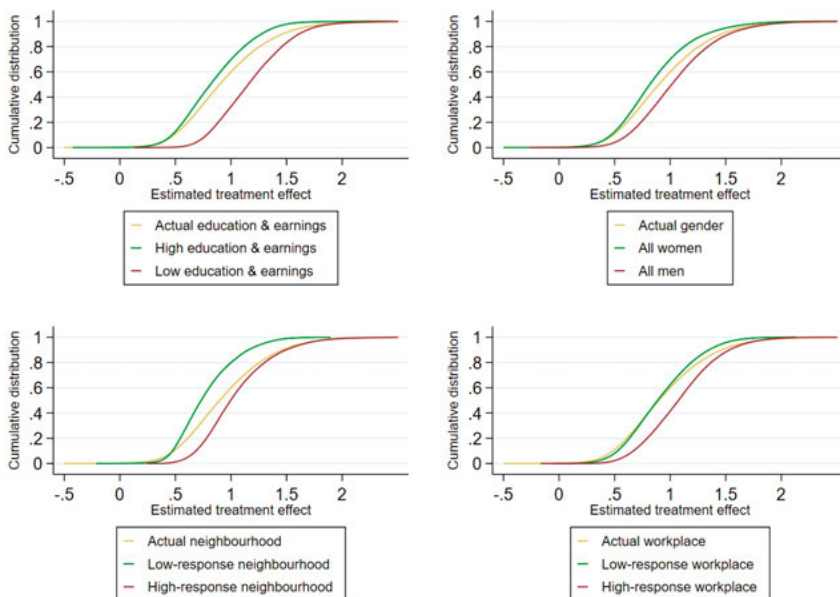 Cumulative distribution
1
.8
.6
.4
.2
0
-.5 0 .5 1 1.5 2
Estimated treatment effect
Actual education & earnings
High education & earnings
Low education & earnings
Cumulative distribution
1
.8
.6
.4
.2
0
-.5 0 .5 1 1.5 2
Estimated treatment effect
Actual gender
All women
All men
Cumulative distribution
1
.8
.6
.4
.2
0
-.5 0 .5 1 1.5 2
Estimated treatment effect
Actual neighbourhood
Low-response neighbourhood
High-response neighbourhood
Cumulative distribution
1
.8
.6
.4
.2
0
-.5 0 .5 1 1.5 2
Estimated treatment effect
Actual workplace
Low-response workplace
High-response workplace